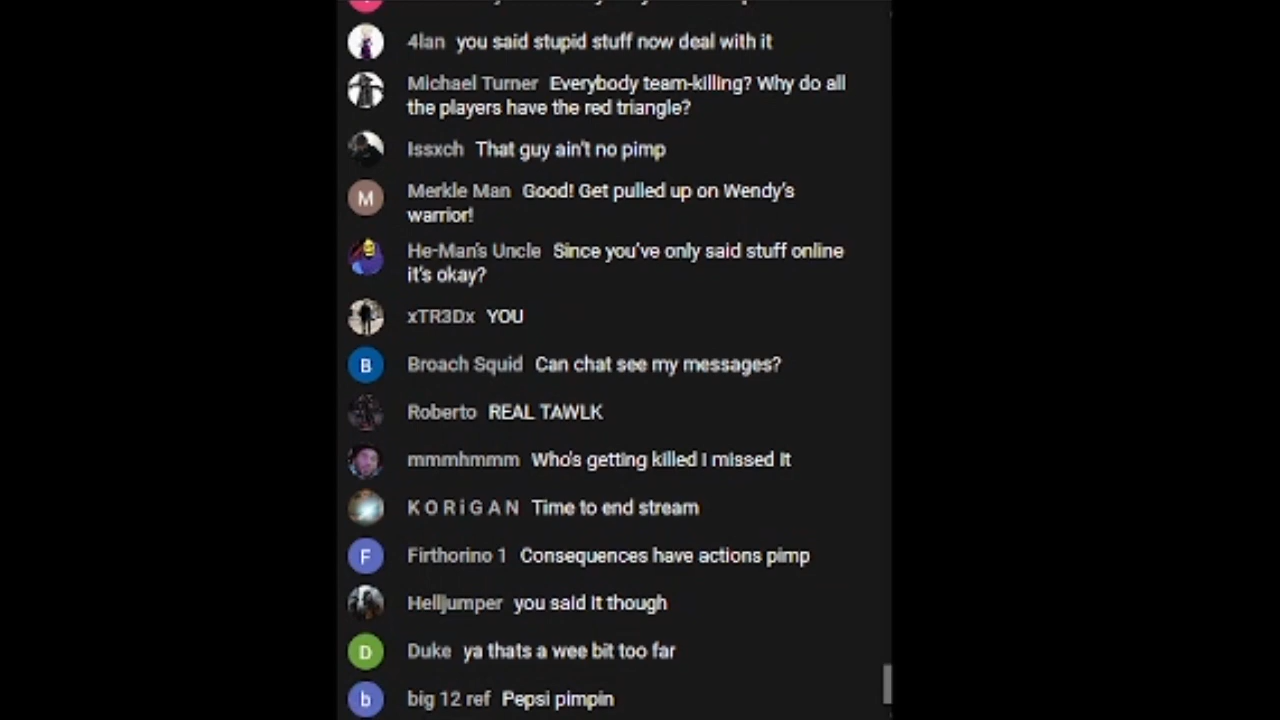 4lan you said stupid stuff now deal with it
Michael Turner Everybody team-killing? Why do all
the players have the red triangle?
Issxch That guy ain't no pimp
M
Merkle Man Good! Get pulled up on Wendy's
warrior!
He-Man's Uncle Since you've only said stuff online
it's okay?
xTR3Dx YOU
B Broach Squid Can chat see my messages?
Roberto REAL TAWLK
mmmhmmm Who's getting killed I missed it
K O R i G A N Time to end stream
F Firthorino 1 Consequences have actions pimp
Helljumper you said it though
D Duke ya thats a wee bit too far
b big 12 ref Pepsi pimpin